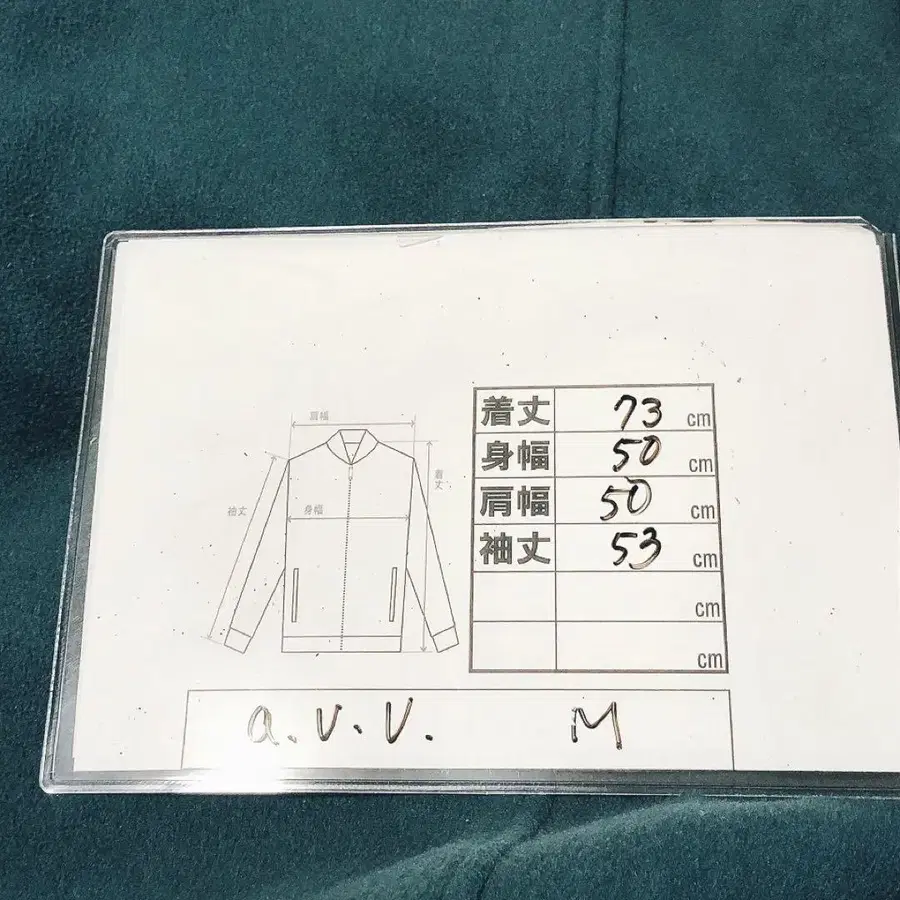 肩幅
着丈
袖丈
身幅
着丈 73 cm
身幅 50 cm
肩幅 50 cm
袖丈 53 cm
cm
cm
a.v.v. M